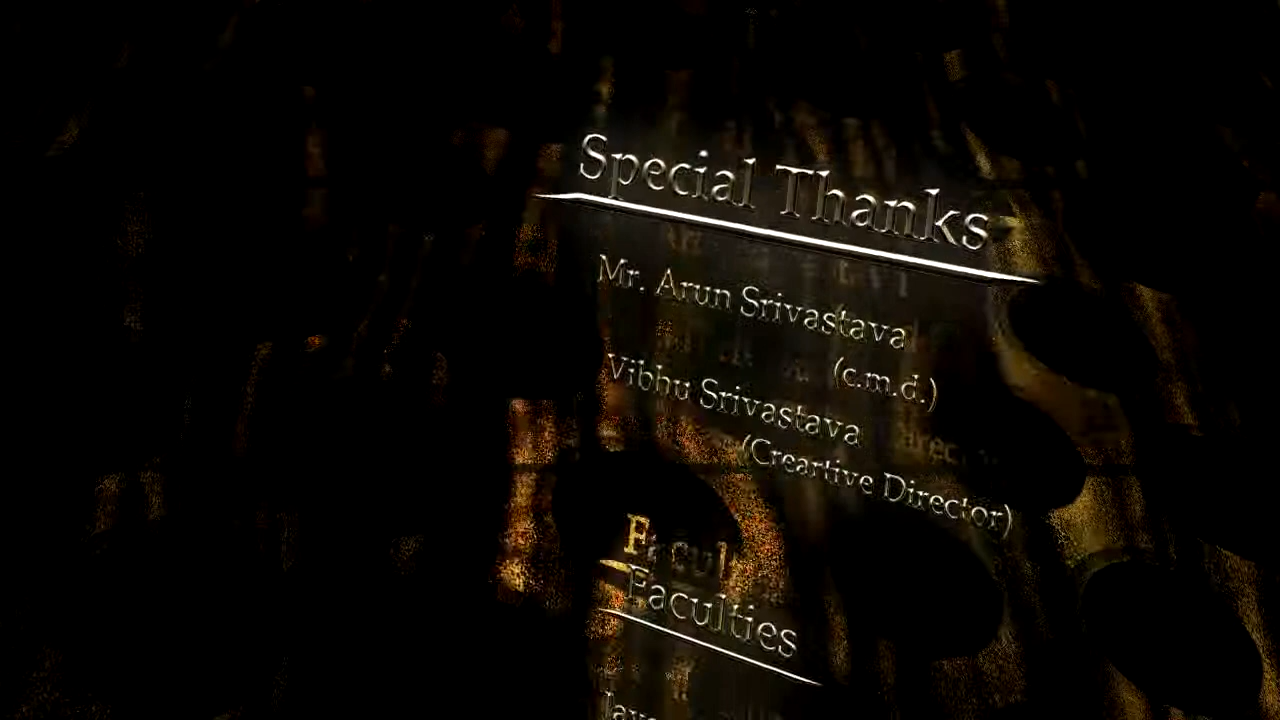 Special Thanks
Mr. Arun Srivastava
(c.m.d.)
Vibhu Srivastava
(Creartive Director)
Faculties